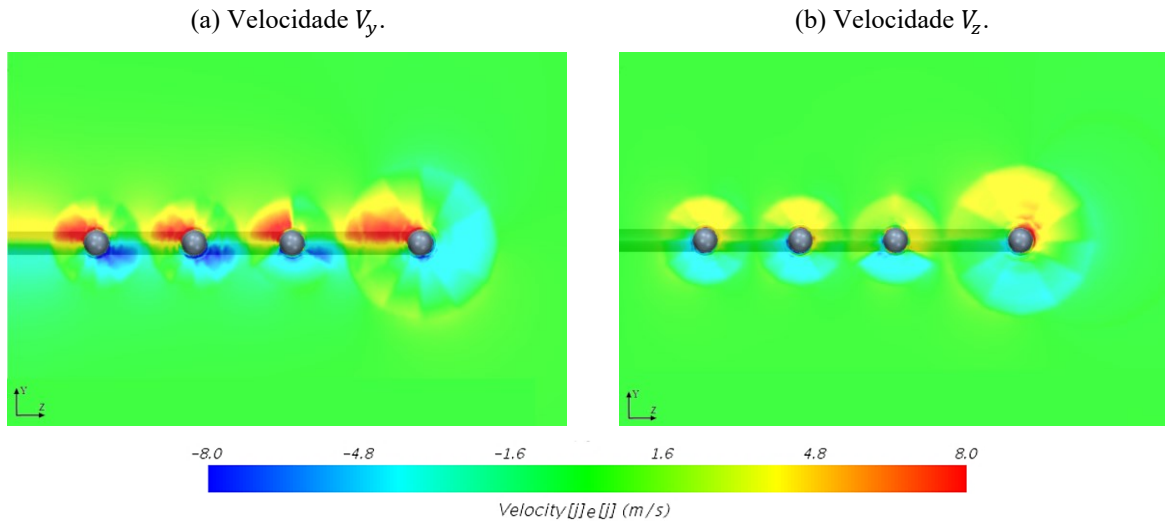 (a) Velocidade V_y.
(b) Velocidade V_z.
Y
Z
Y
Z
-8.0 -4.8 -1.6 1.6 4.8 8.0
Velocity[j]e[j] (m/s)